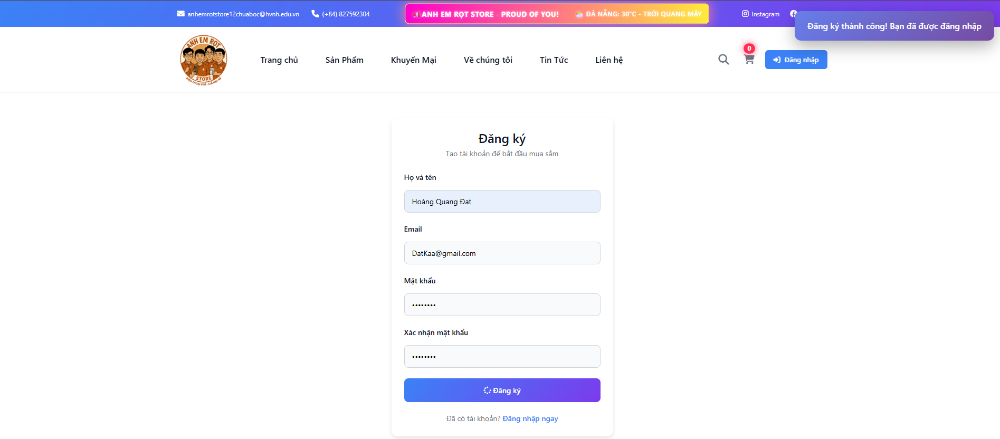 anhemrotstore12chuaboc@hvnh.edu.vn
(+84) 827592304
ANH EM RỌT STORE - PROUD OF YOU!
ĐÀ NẴNG: 30°C - TRỜI QUANG MÂY
Instagram
Đăng ký thành công! Bạn đã được đăng nhập
ANH EM RỌT
STORE
Trang chủ
Sản Phẩm
Khuyến Mại
Về chúng tôi
Tin Tức
Liên hệ
0
Đăng nhập
Đăng ký
Tạo tài khoản để bắt đầu mua sắm
Họ và tên
Hoàng Quang Đạt
Email
DatKaa@gmail.com
Mật khẩu
••••••••
Xác nhận mật khẩu
••••••••
Đăng ký
Đã có tài khoản? Đăng nhập ngay